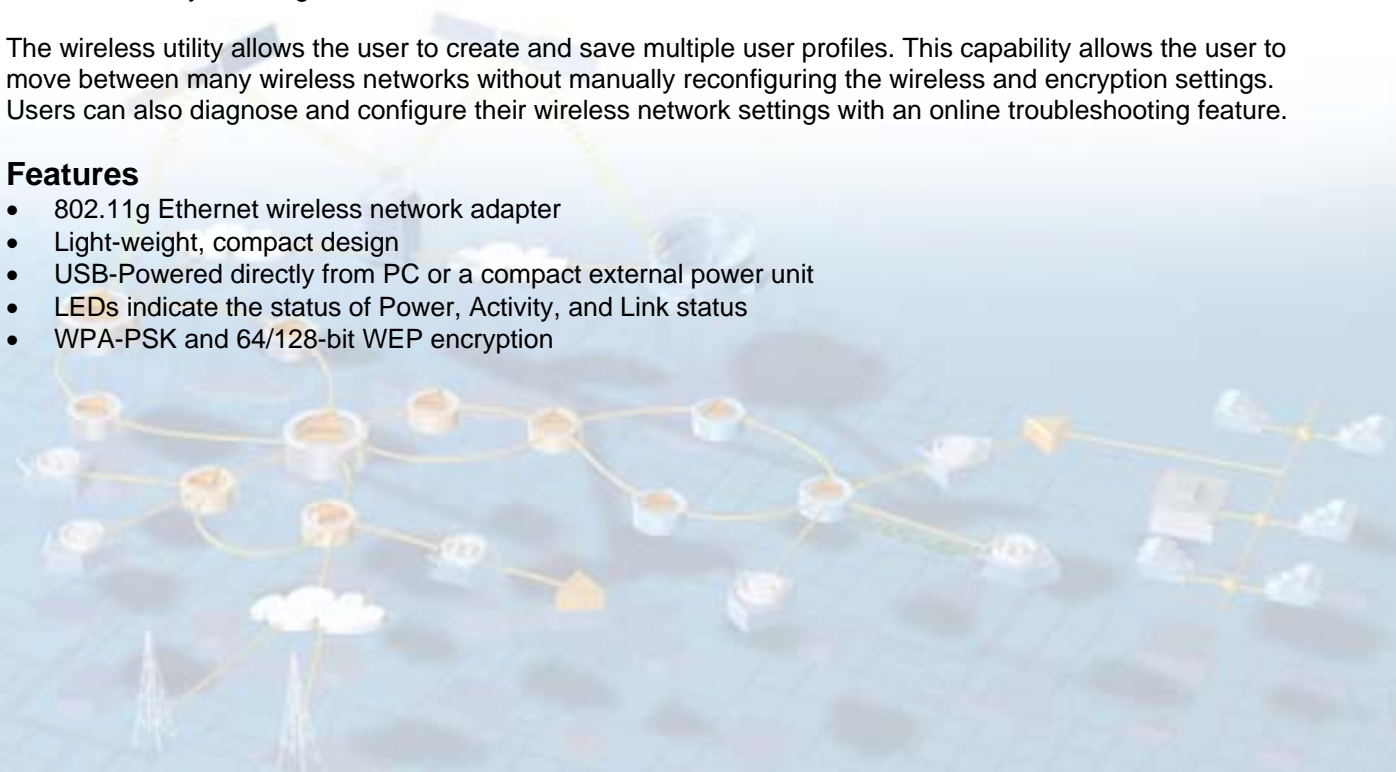 The wireless utility allows the user to create and save multiple user profiles. This capability allows the user to
move between many wireless networks without manually reconfiguring the wireless and encryption settings.
Users can also diagnose and configure their wireless network settings with an online troubleshooting feature.
Features
• 802.11g Ethernet wireless network adapter
• Light-weight, compact design
• USB-Powered directly from PC or a compact external power unit
• LEDs indicate the status of Power, Activity, and Link status
• WPA-PSK and 64/128-bit WEP encryption